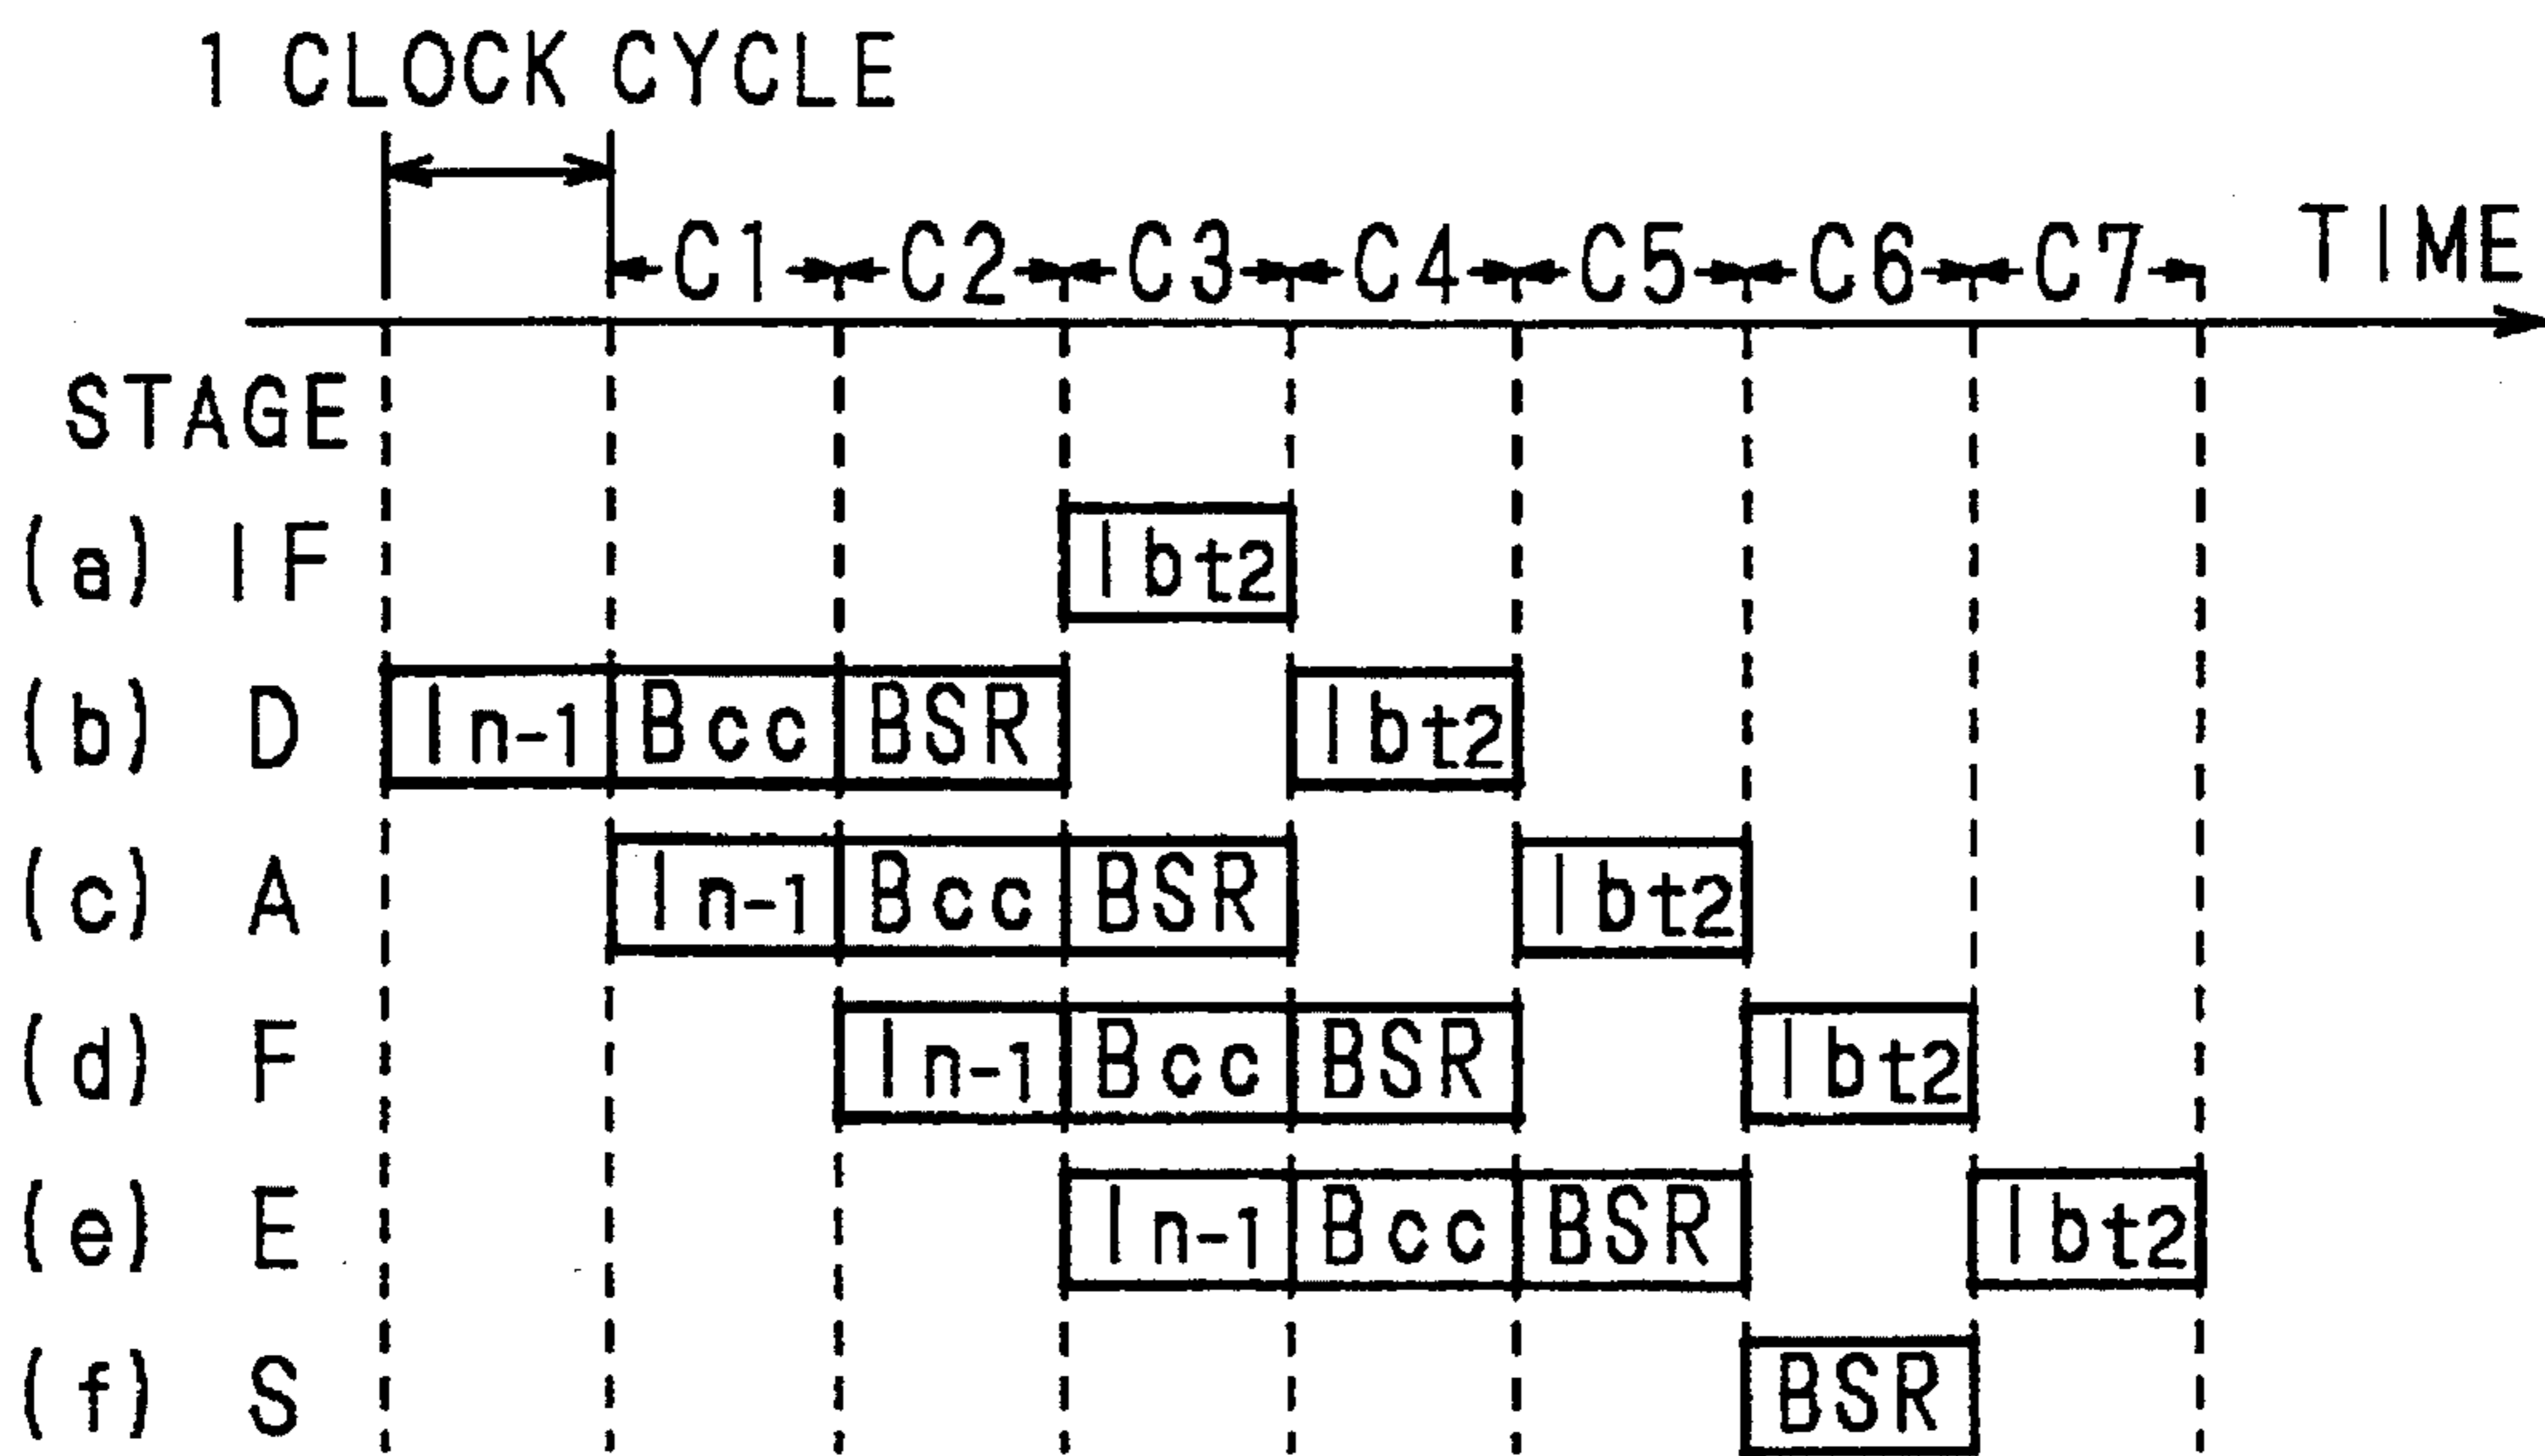 1 CLOCK CYCLE
C1 C2 C3 C4 C5 C6 C7 TIME
STAGE
(a) IF Ibt2
(b) D In-1 Bcc BSR Ibt2
(c) A In-1 Bcc BSR Ibt2
(d) F In-1 Bcc BSR Ibt2
(e) E In-1 Bcc BSR Ibt2
(f) S BSR